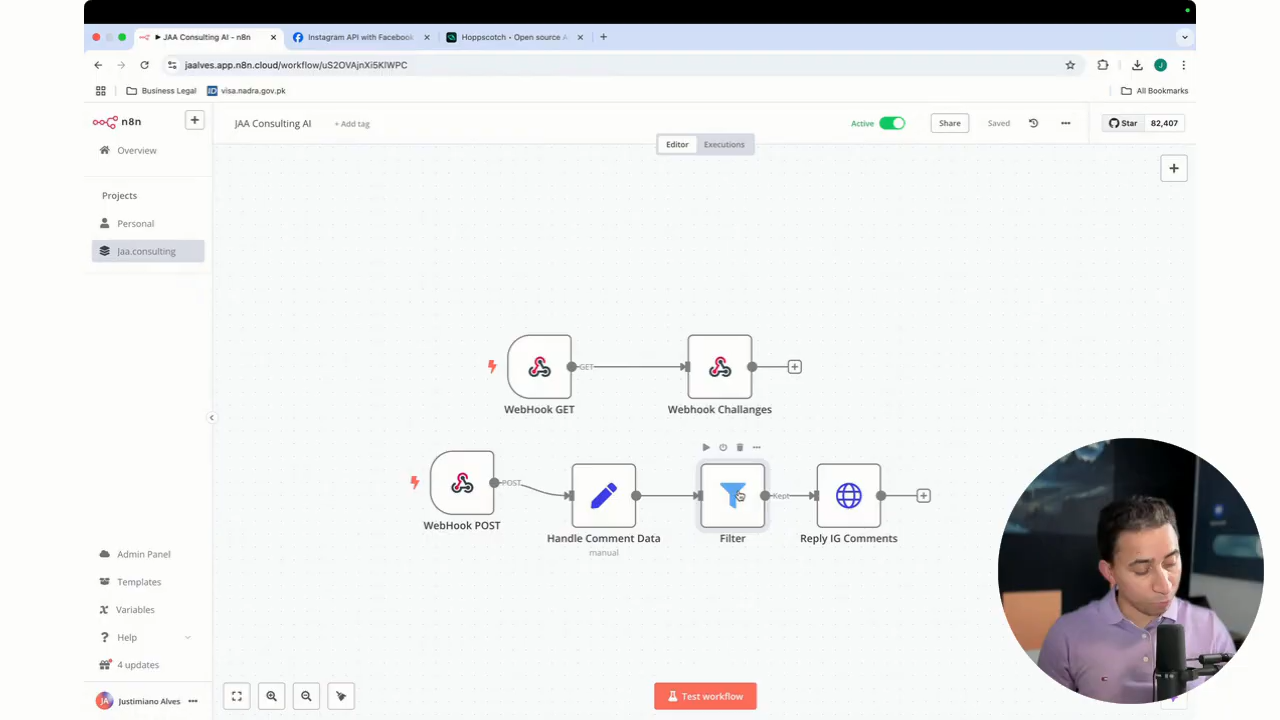 JAA Consulting AI - n8n
Instagram API with Facebook
Hoppscotch • Open source A
jaalves.app.n8n.cloud/workflow/uS2OVAjnXi5KlWPC
Business Legal
visa.nadra.gov.pk
All Bookmarks
n8n
JAA Consulting AI
+ Add tag
Active
Share
Saved
Star
82,407
Editor
Executions
Overview
Projects
Personal
Jaa.consulting
GET
WebHook GET
Webhook Challanges
POST
Kept
WebHook POST
Handle Comment Data
manual
Filter
Reply IG Comments
Admin Panel
Templates
Variables
Help
4 updates
JA
Justimiano Alves
Test workflow